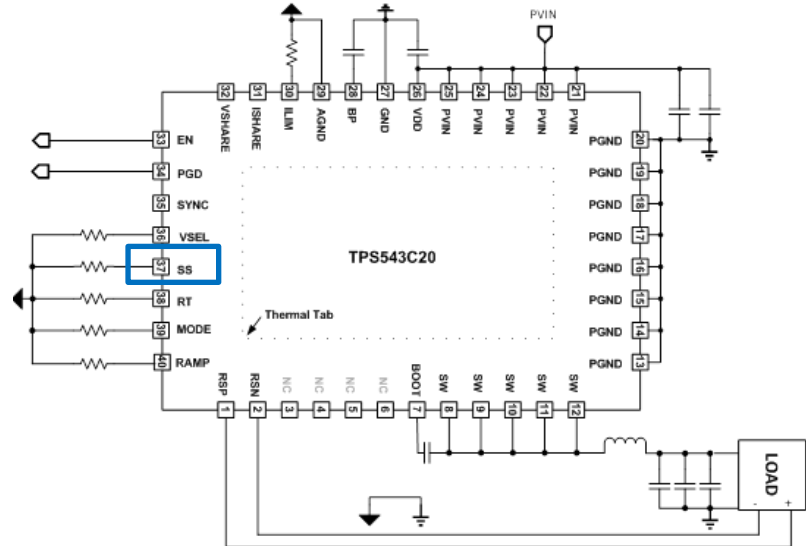 PVIN
32 31 30 29 28 27 26 25 24 23 22 21
VSHARE ISHARE ILIM AGND BP GND VDD PVIN PVIN PVIN PVIN PVIN
33 EN
34 PGD
35 SYNC
36 VSEL
37 SS
38 RT
39 MODE
40 RAMP
TPS543C20
Thermal Tab
PGND 20
PGND 19
PGND 18
PGND 17
PGND 16
PGND 15
PGND 14
PGND 13
RSP RSN NC NC NC NC BOOT SW SW SW SW SW
1 2 3 4 5 6 7 8 9 10 11 12
LOAD
- +